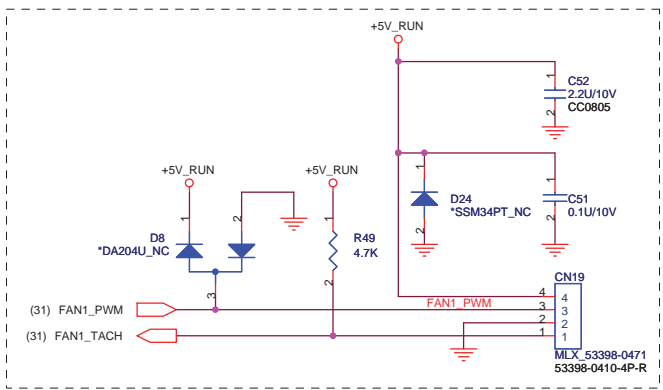 +5V_RUN
1
C52
2.2U/10V
CC0805
2
+5V_RUN
+5V_RUN
1
2
D8
*DA204U_NC
3
1
R49
4.7K
2
1
D24
*SSM34PT_NC
2
1
C51
0.1U/10V
2
CN19
(31) FAN1_PWM
FAN1_PWM
(31) FAN1_TACH
4 4
3 3
2 2
1 1
MLX_53398-0471
53398-0410-4P-R